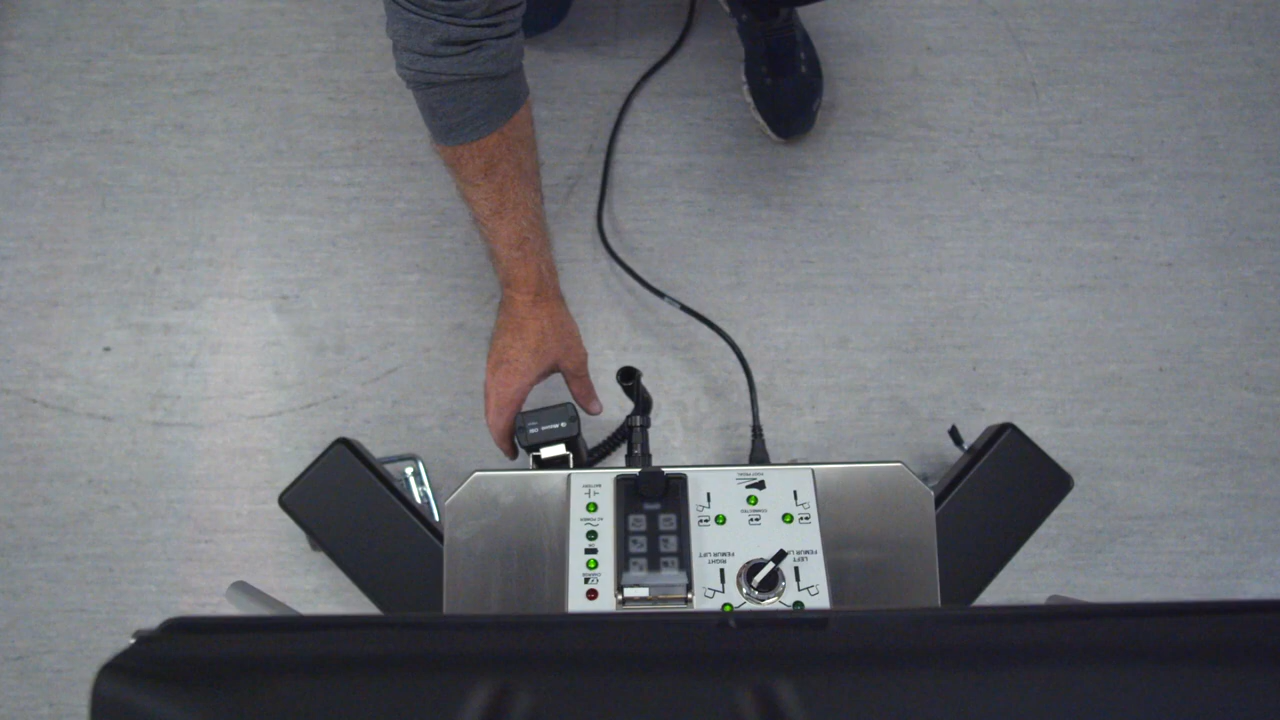 BATTERY
AC POWER
ON
CHARGE
FOOT PEDAL
CONNECTED
RIGHT
FEMUR LIFT
LEFT
FEMUR LIFT